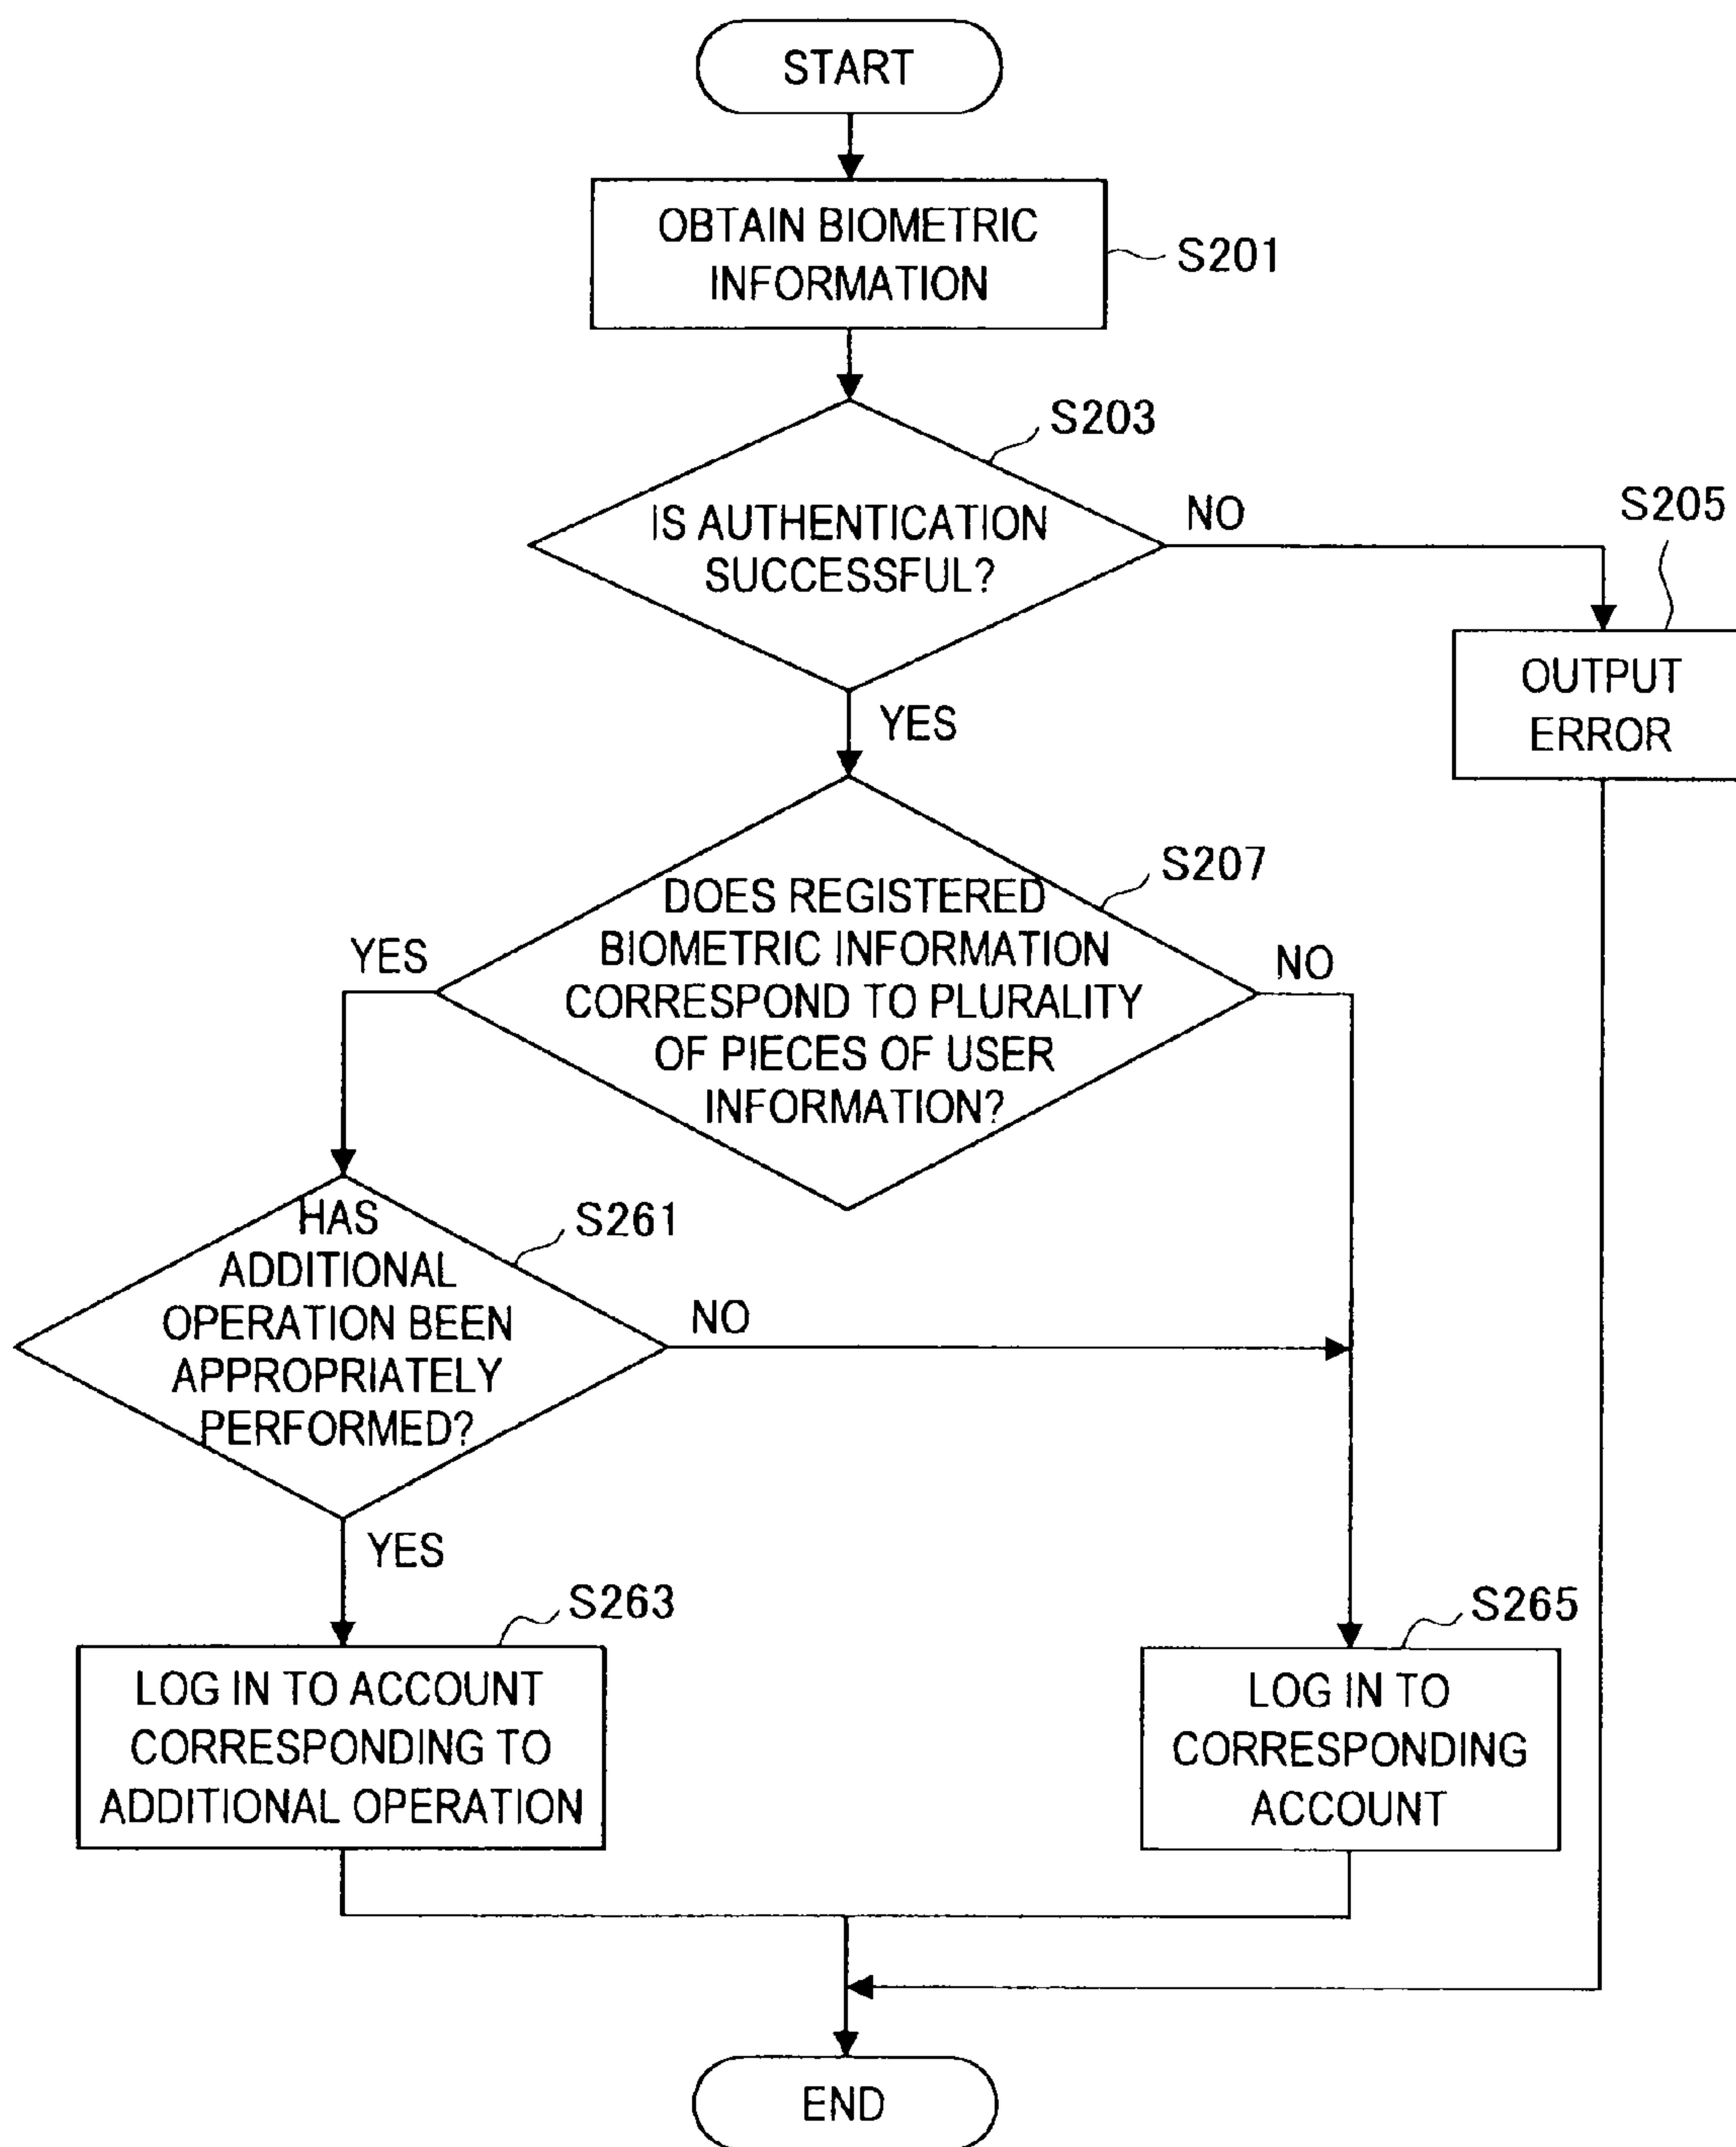 START
OBTAIN BIOMETRIC
INFORMATION
S201
S203
IS AUTHENTICATION
SUCCESSFUL?
NO
S205
OUTPUT
ERROR
YES
S207
DOES REGISTERED
BIOMETRIC INFORMATION
CORRESPOND TO PLURALITY
OF PIECES OF USER
INFORMATION?
YES
NO
S261
HAS
ADDITIONAL
OPERATION BEEN
APPROPRIATELY
PERFORMED?
NO
YES
S263
LOG IN TO ACCOUNT
CORRESPONDING TO
ADDITIONAL OPERATION
S265
LOG IN TO
CORRESPONDING
ACCOUNT
END